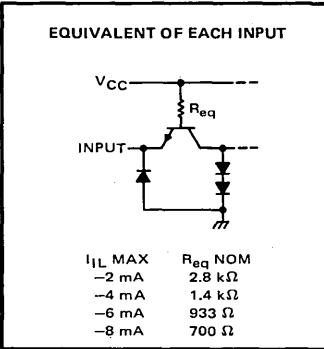 EQUIVALENT OF EACH INPUT
VCC
Req
INPUT
IIL MAX Req NOM
−2 mA 2.8 kΩ
−4 mA 1.4 kΩ
−6 mA 933 Ω
−8 mA 700 Ω